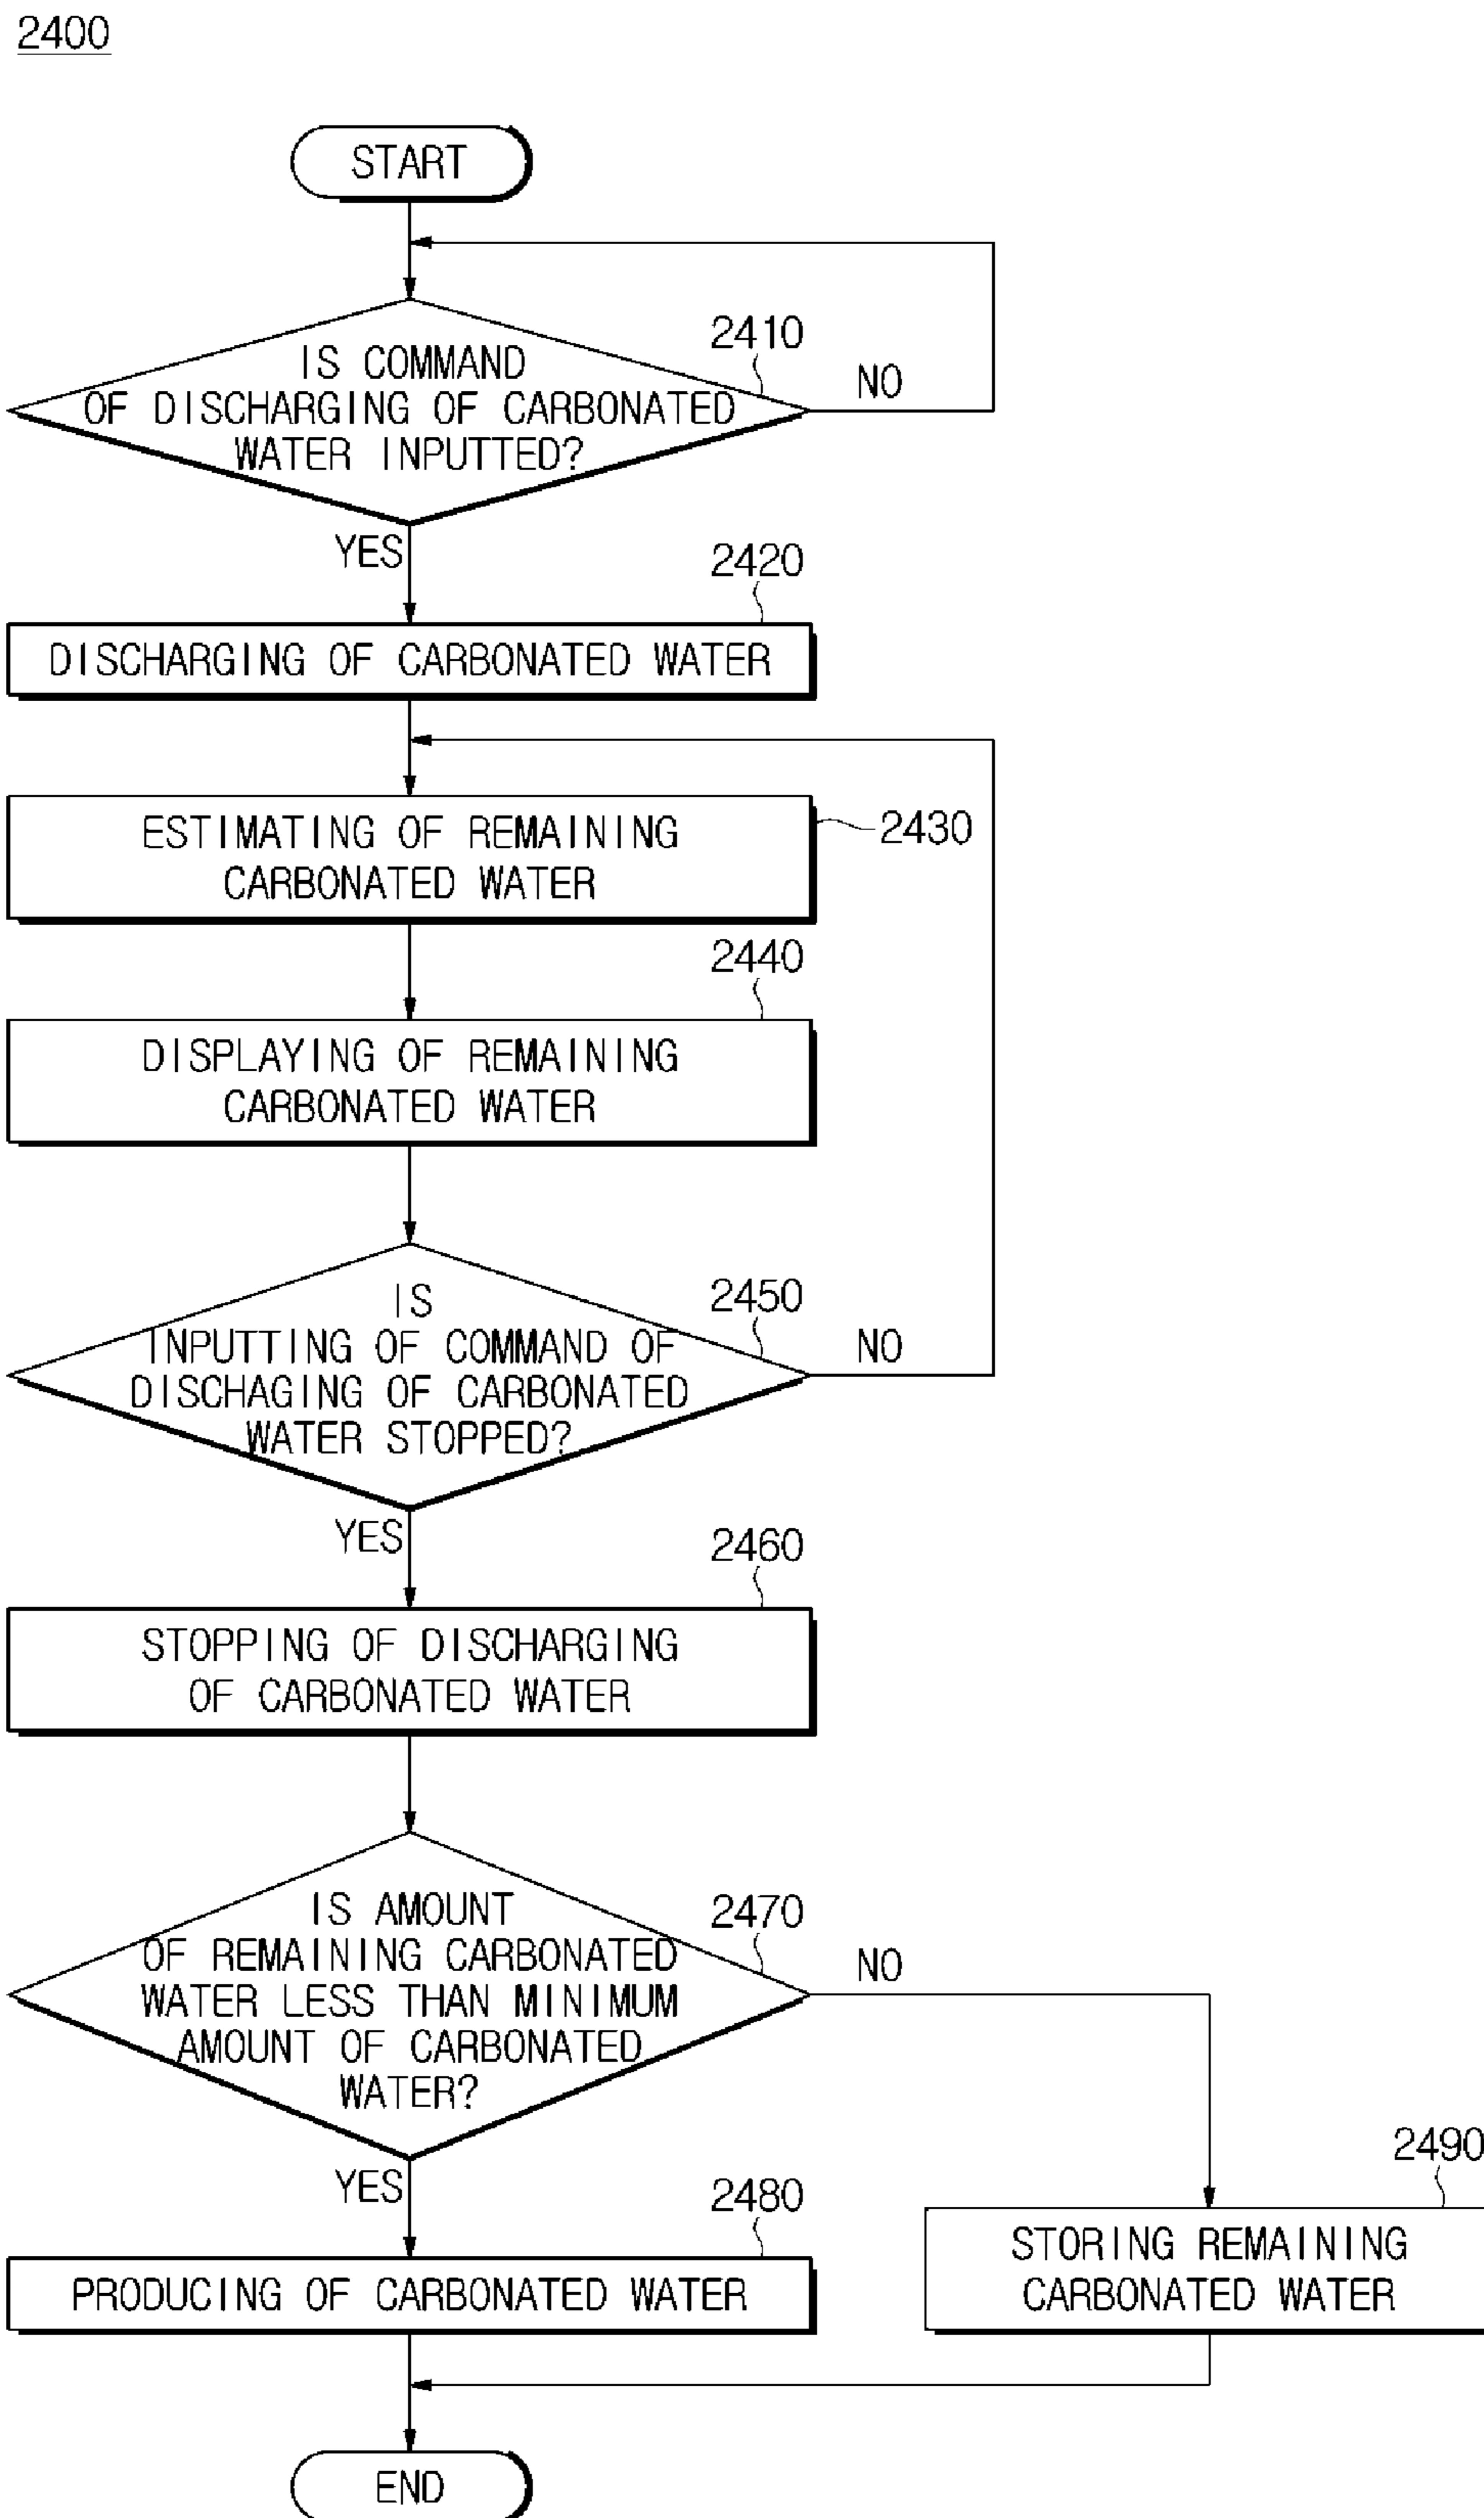 2400
START
2410
IS COMMAND
OF DISCHARGING OF CARBONATED
WATER INPUTTED?
NO
YES
2420
DISCHARGING OF CARBONATED WATER
ESTIMATING OF REMAINING
CARBONATED WATER
2430
2440
DISPLAYING OF REMAINING
CARBONATED WATER
2450
IS
INPUTTING OF COMMAND OF
DISCHAGING OF CARBONATED
WATER STOPPED?
NO
YES
2460
STOPPING OF DISCHARGING
OF CARBONATED WATER
2470
IS AMOUNT
OF REMAINING CARBONATED
WATER LESS THAN MINIMUM
AMOUNT OF CARBONATED
WATER?
NO
YES
2480
PRODUCING OF CARBONATED WATER
2490
STORING REMAINING
CARBONATED WATER
END